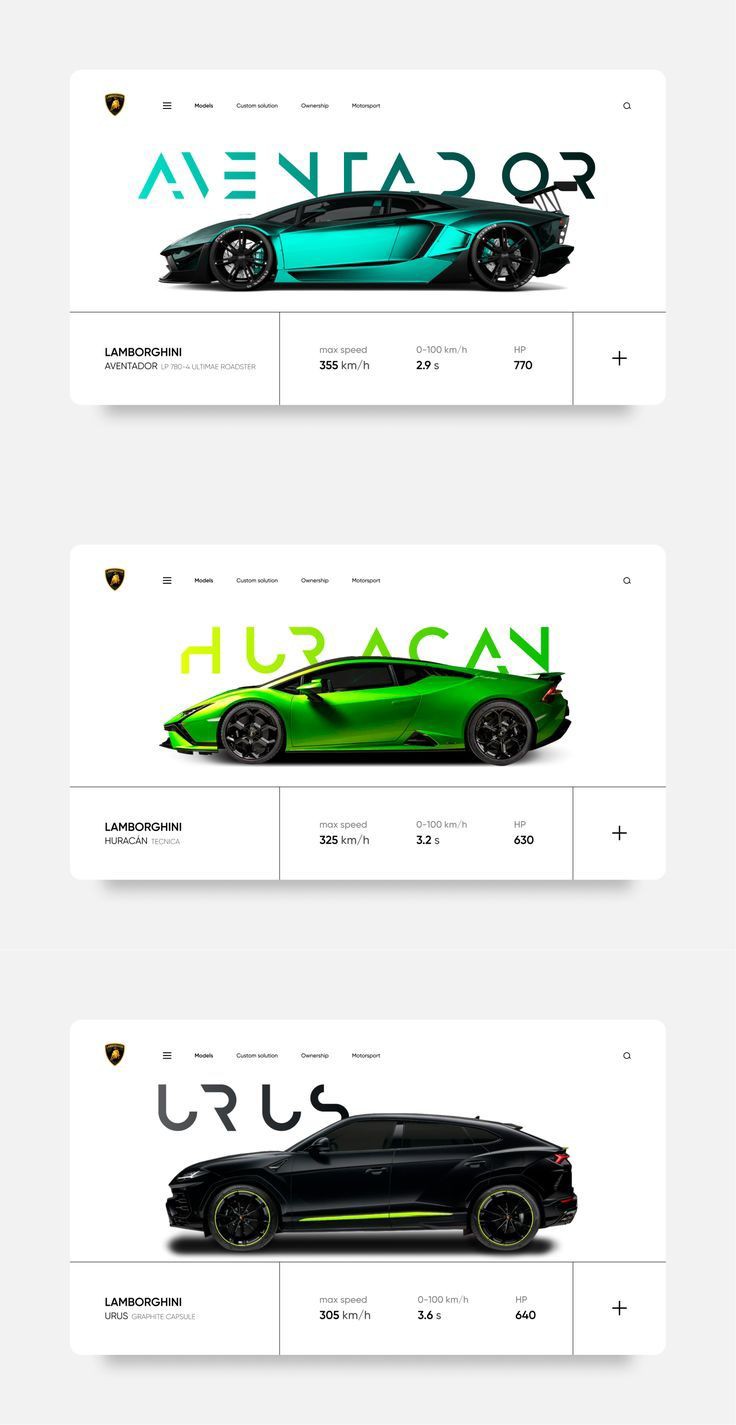 Models
Custom solution
Ownership
Motorsport
URUS
LAMBORGHINI
URUS GRAPHITE CAPSULE
max speed
305 km/h
0-100 km/h
3.6 s
HP
640
Models
Custom solution
Ownership
Motorsport
HURACAN
LAMBORGHINI
HURACÁN TECNICA
max speed
325 km/h
0-100 km/h
3.2 s
HP
630
Models
Custom solution
Ownership
Motorsport
AVENTADOR
LAMBORGHINI
AVENTADOR LP 780-4 ULTIMAE ROADSTER
max speed
355 km/h
0-100 km/h
2.9 s
HP
770